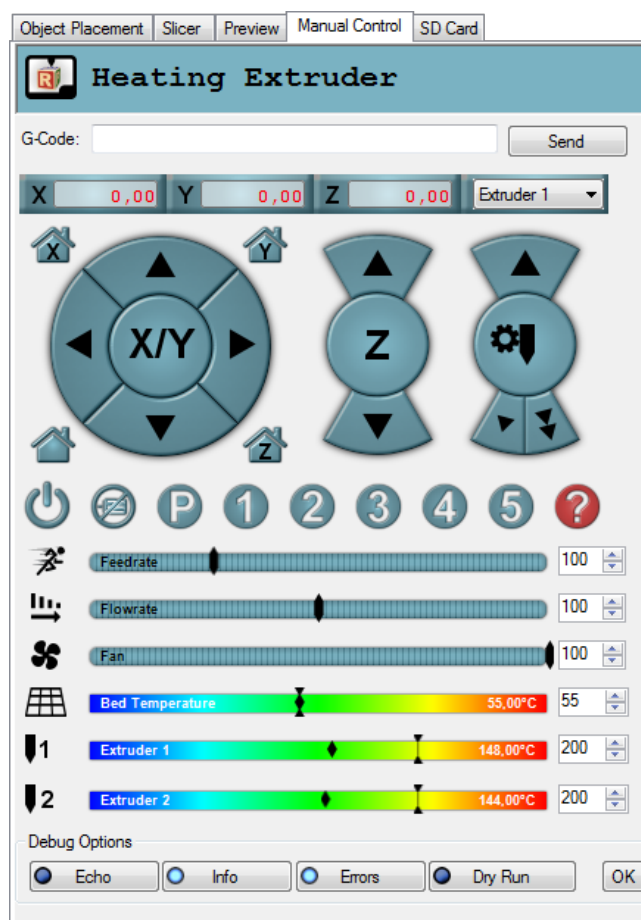 Object Placement Slicer Preview Manual Control SD Card
R Heating Extruder
G-Code: Send
X 0,00 Y 0,00 Z 0,00 Extruder 1
X Y
X/Y Z
Z
P 1 2 3 4 5 ?
Feedrate 100
Flowrate 100
Fan 100
Bed Temperature 55,00°C 55
1 Extruder 1 148,00°C 200
2 Extruder 2 144,00°C 200
Debug Options
Echo Info Errors Dry Run OK